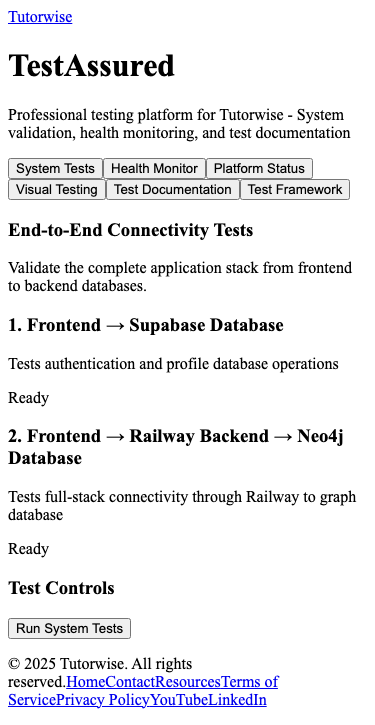 Tutorwise
TestAssured
Professional testing platform for Tutorwise - System
validation, health monitoring, and test documentation
System Tests Health Monitor Platform Status
Visual Testing Test Documentation Test Framework
End-to-End Connectivity Tests
Validate the complete application stack from frontend
to backend databases.
1. Frontend → Supabase Database
Tests authentication and profile database operations
Ready
2. Frontend → Railway Backend → Neo4j
Database
Tests full-stack connectivity through Railway to graph
database
Ready
Test Controls
Run System Tests
© 2025 Tutorwise. All rights
reserved.HomeContactResourcesTerms of
ServicePrivacy PolicyYouTubeLinkedIn